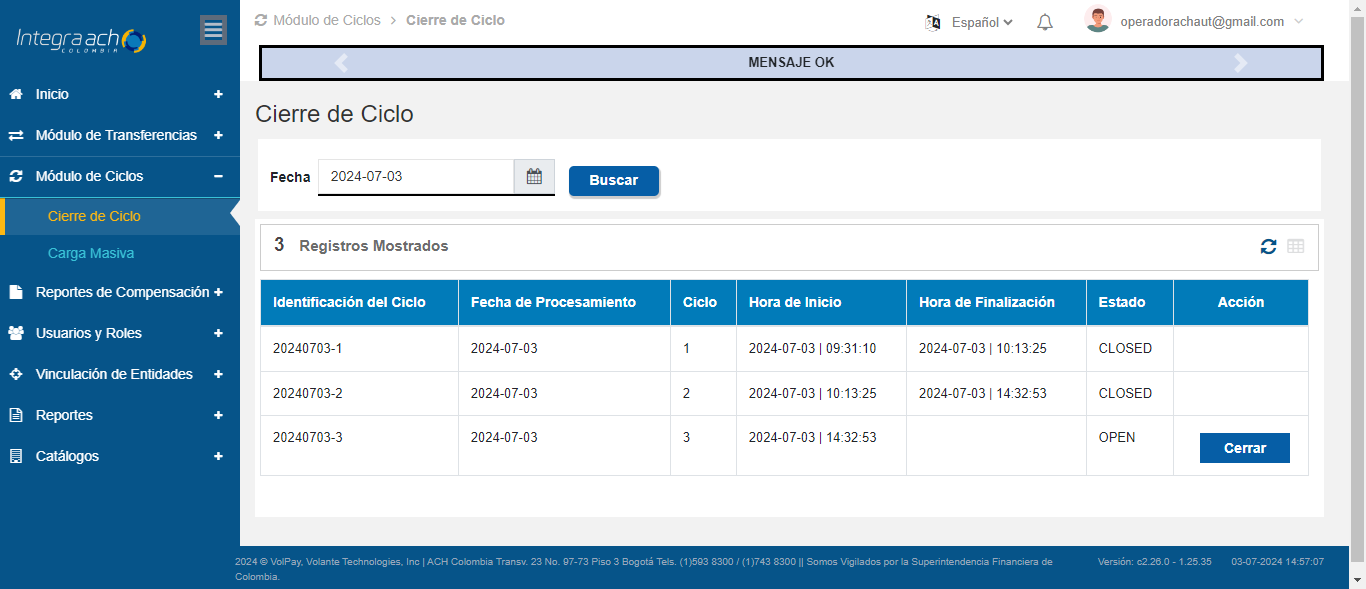 Integra ach
COLOMBIA
Módulo de Ciclos > Cierre de Ciclo
Español
operadorachaut@gmail.com
MENSAJE OK
Inicio +
Módulo de Transferencias +
Módulo de Ciclos −
Cierre de Ciclo
Carga Masiva
Reportes de Compensación +
Usuarios y Roles +
Vinculación de Entidades +
Reportes +
Catálogos +
Cierre de Ciclo
Fecha 2024-07-03 Buscar
3 Registros Mostrados
Identificación del Ciclo Fecha de Procesamiento Ciclo Hora de Inicio Hora de Finalización Estado Acción
20240703-1 2024-07-03 1 2024-07-03 | 09:31:10 2024-07-03 | 10:13:25 CLOSED
20240703-2 2024-07-03 2 2024-07-03 | 10:13:25 2024-07-03 | 14:32:53 CLOSED
20240703-3 2024-07-03 3 2024-07-03 | 14:32:53 OPEN Cerrar
2024 © VolPay, Volante Technologies, Inc | ACH Colombia Transv. 23 No. 97-73 Piso 3 Bogotá Tels. (1)593 8300 / (1)743 8300 || Somos Vigilados por la Superintendencia Financiera de
Colombia.
Versión: c2.26.0 - 1.25.35 03-07-2024 14:57:07